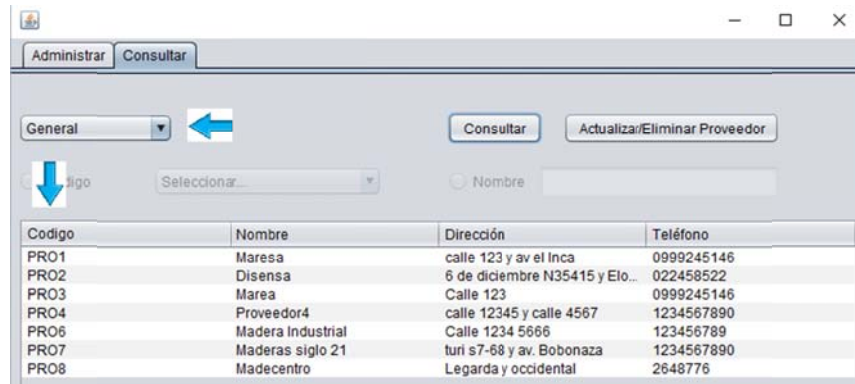 Administrar Consultar
General Consultar Actualizar/Eliminar Proveedor
Seleccionar... Nombre
Codigo Nombre Dirección Teléfono
PRO1 Maresa calle 123 y av el Inca 0999245146
PRO2 Disensa 6 de diciembre N35415 y Elo... 022458522
PRO3 Marea Calle 123 0999245146
PRO4 Proveedor4 calle 12345 y calle 4567 1234567890
PRO6 Madera Industrial Calle 1234 5666 123456789
PRO7 Maderas siglo 21 turi s7-68 y av. Bobonaza 1234567890
PRO8 Madecentro Legarda y occidental 2648776